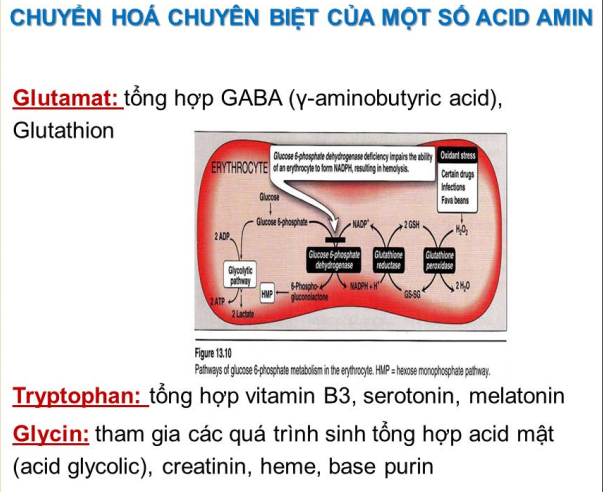 CHUYỂN HOÁ CHUYÊN BIỆT CỦA MỘT SỐ ACID AMIN
Glutamat: tổng hợp GABA (γ-aminobutyric acid),
Glutathion
ERYTHROCYTE
Glucose 6-phosphate dehydrogenase deficiency impairs the ability
of an erythrocyte to form NADPH, resulting in hemolysis.
Oxidant stress
Certain drugs
Infections
Fava beans
Glucose
Glucose 6-phosphate
NADP⁺
2 GSH
H₂O₂
2 ADP
Glucose 6-phosphate
dehydrogenase
Glutathione
reductase
Glutathione
peroxidase
Glycolytic
pathway
HMP
6-Phospho-
gluconolactone
NADPH + H⁺
GS-SG
2 H₂O
2 ATP
2 Lactate
Figure 13.10
Pathways of glucose 6-phosphate metabolism in the erythrocyte. HMP = hexose monophosphate pathway.
Tryptophan: tổng hợp vitamin B3, serotonin, melatonin
Glycin: tham gia các quá trình sinh tổng hợp acid mật
(acid glycolic), creatinin, heme, base purin